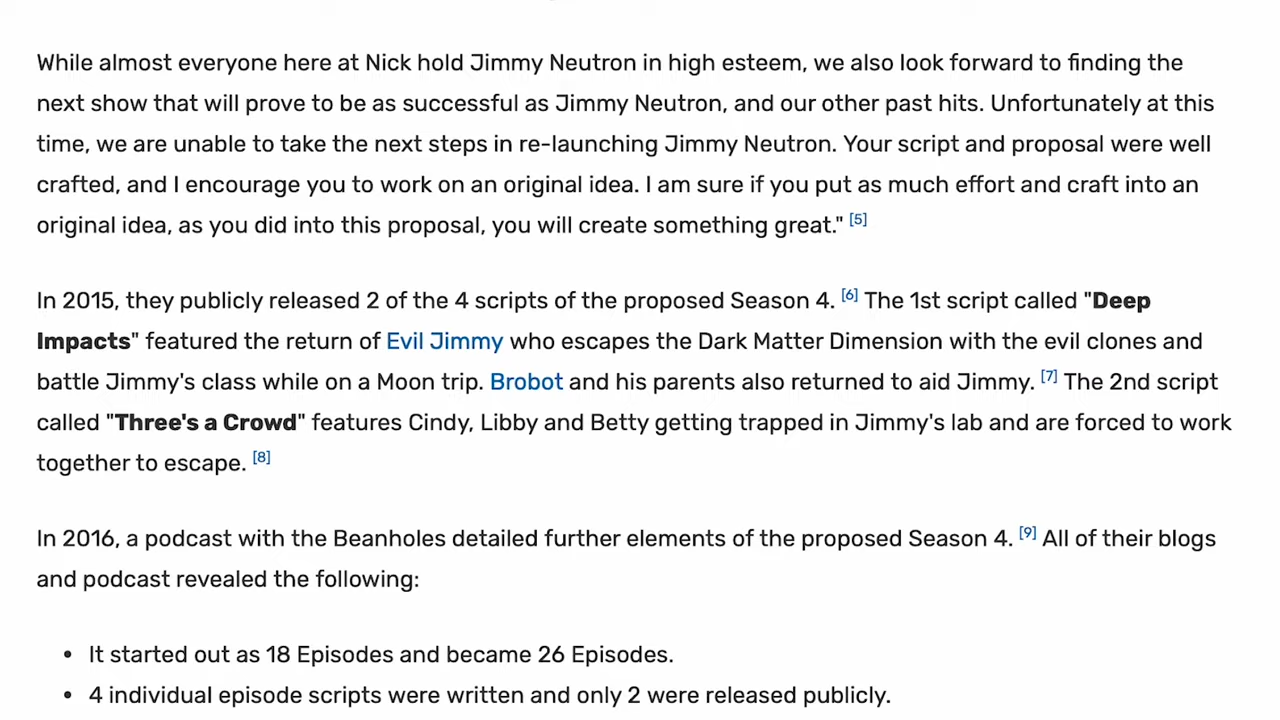 While almost everyone here at Nick hold Jimmy Neutron in high esteem, we also look forward to finding the
next show that will prove to be as successful as Jimmy Neutron, and our other past hits. Unfortunately at this
time, we are unable to take the next steps in re-launching Jimmy Neutron. Your script and proposal were well
crafted, and I encourage you to work on an original idea. I am sure if you put as much effort and craft into an
original idea, as you did into this proposal, you will create something great." [5]
In 2015, they publicly released 2 of the 4 scripts of the proposed Season 4. [6] The 1st script called "Deep
Impacts" featured the return of Evil Jimmy who escapes the Dark Matter Dimension with the evil clones and
battle Jimmy's class while on a Moon trip. Brobot and his parents also returned to aid Jimmy. [7] The 2nd script
called "Three's a Crowd" features Cindy, Libby and Betty getting trapped in Jimmy's lab and are forced to work
together to escape. [8]
In 2016, a podcast with the Beanholes detailed further elements of the proposed Season 4. [9] All of their blogs
and podcast revealed the following:
• It started out as 18 Episodes and became 26 Episodes.
• 4 individual episode scripts were written and only 2 were released publicly.